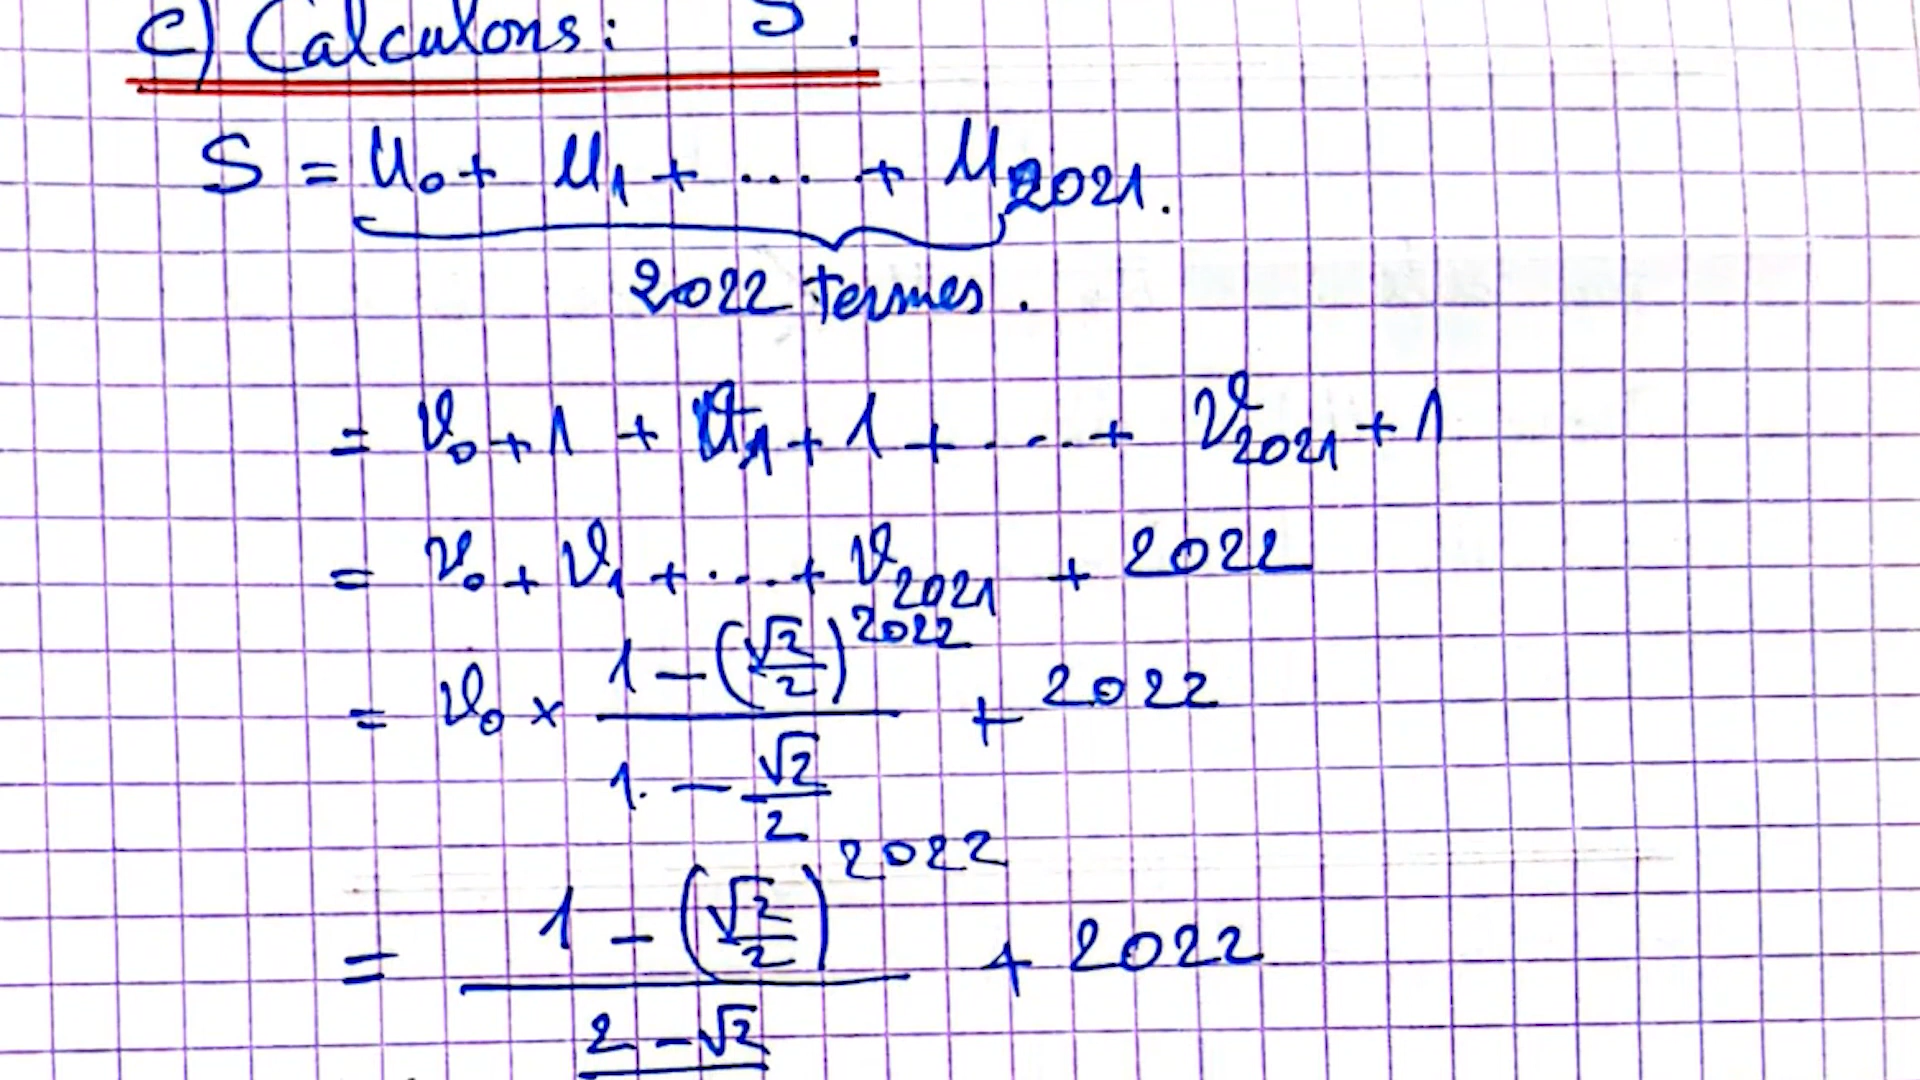 c) Calculons: S.
S = U₀ + U₁ + .... + U₂₀₂₁.
2022 termes.
= V₀ + 1 + V₁ + 1 + .... + V₂₀₂₁ + 1
= V₀ + V₁ + .... + V₂₀₂₁ + 2022
= V₀ × (1 - (√2/2)²⁰²²)/(1 - √2/2) + 2022
= (1 - (√2/2)²⁰²²)/(2 - √2) + 2022